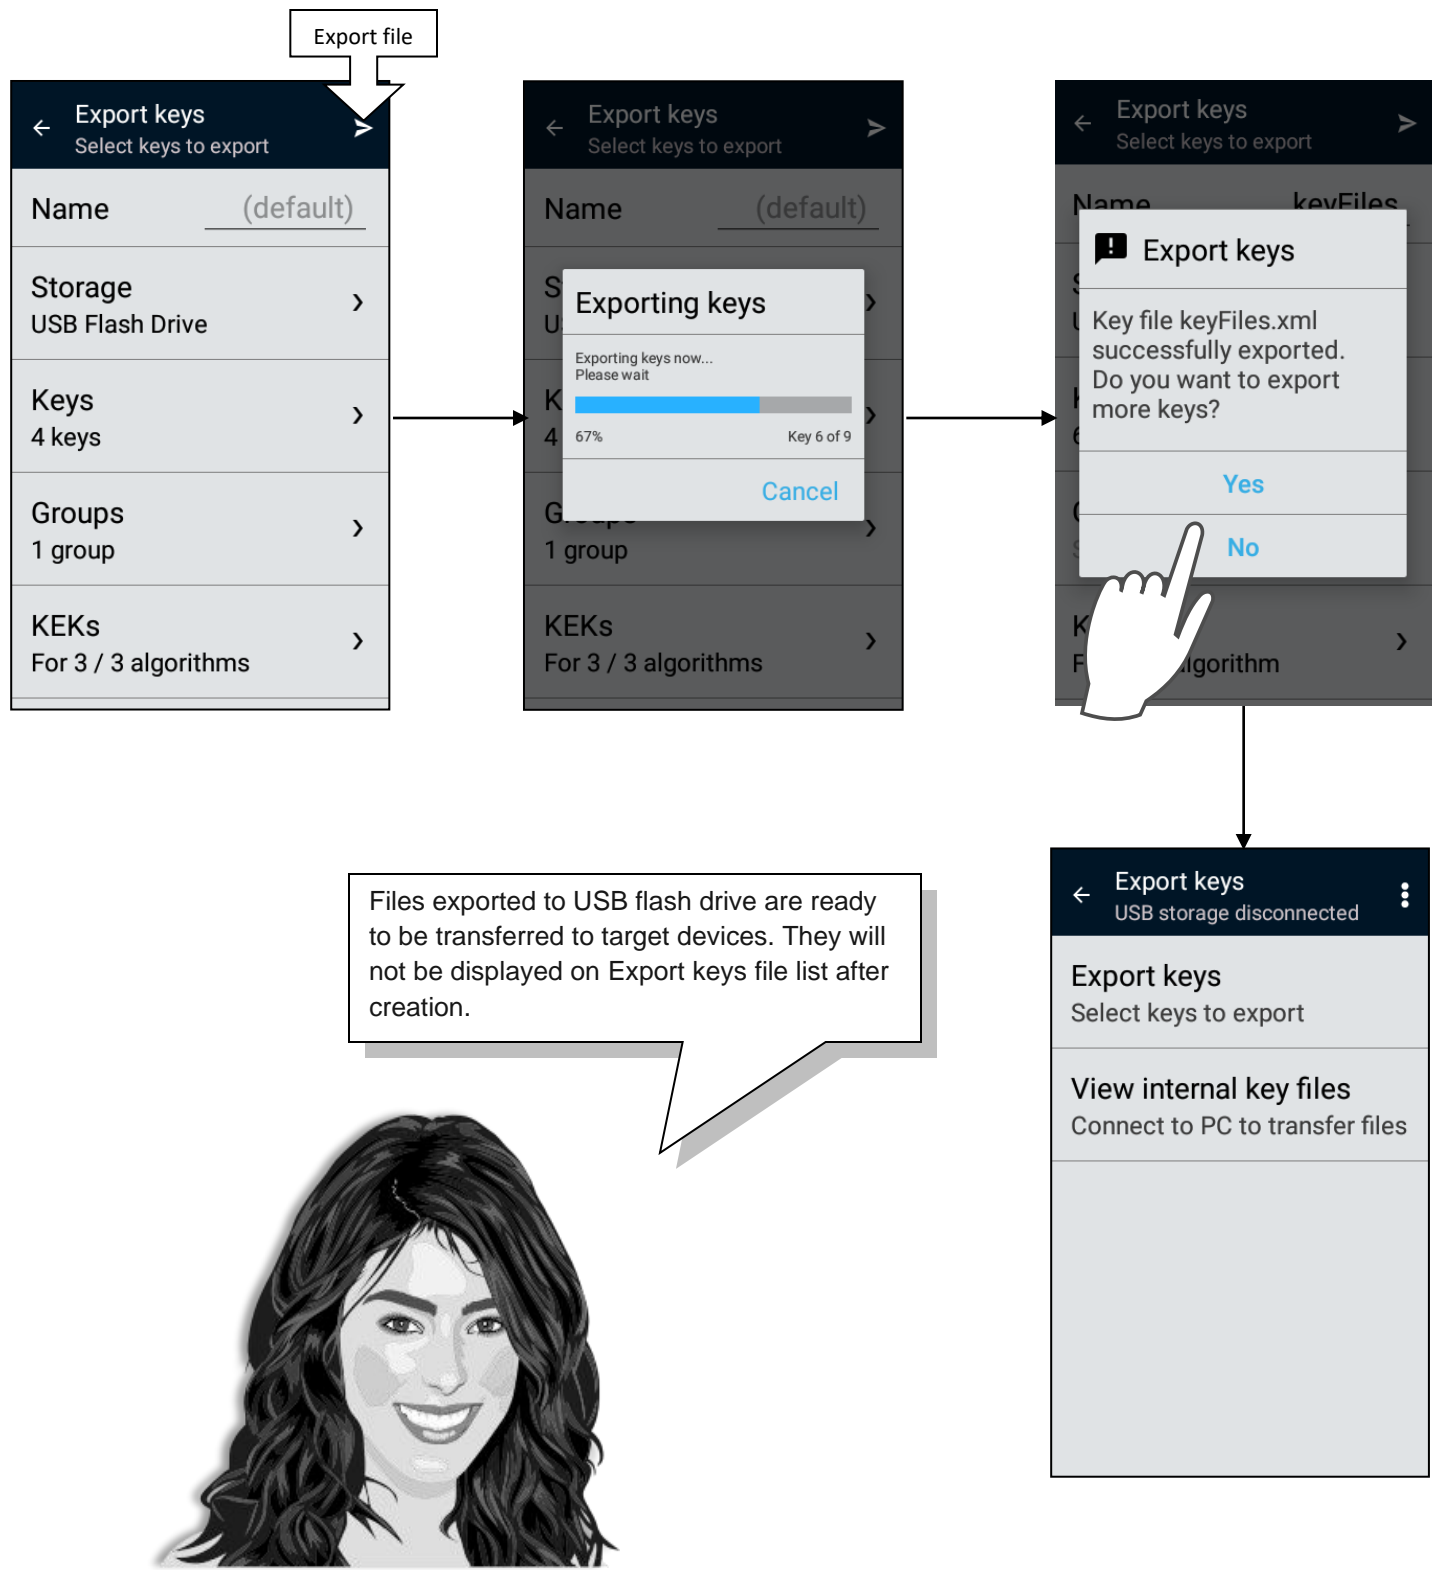 Export file
Export keys
Select keys to export
Name (default)
Storage
USB Flash Drive
Keys
4 keys
Groups
1 group
KEKs
For 3 / 3 algorithms
Export keys
Select keys to export
Name (default)
Exporting keys
Exporting keys now...
Please wait
67% Key 6 of 9
Cancel
4
1 group
KEKs
For 3 / 3 algorithms
Export keys
Select keys to export
Name keyFiles
Export keys
Key file keyFiles.xml
successfully exported.
Do you want to export
more keys?
Yes
No
Export keys
USB storage disconnected
Export keys
Select keys to export
View internal key files
Connect to PC to transfer files
Files exported to USB flash drive are ready
to be transferred to target devices. They will
not be displayed on Export keys file list after
creation.